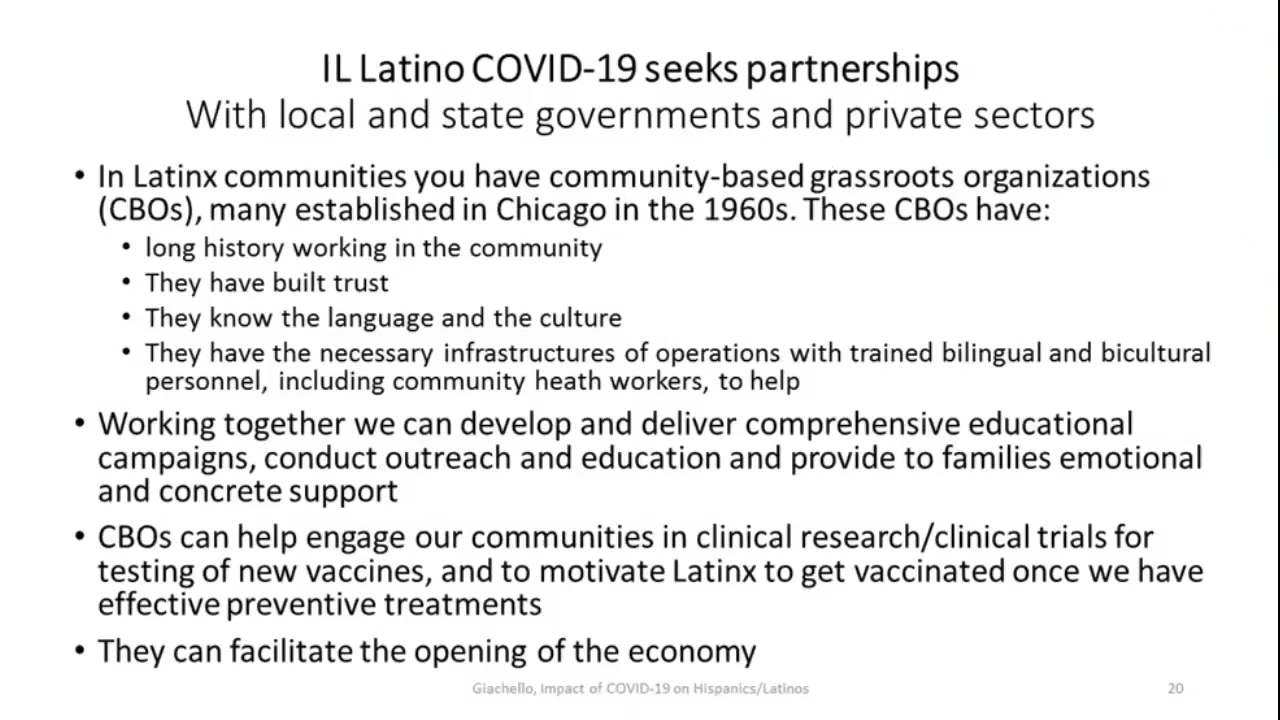 IL Latino COVID-19 seeks partnerships
With local and state governments and private sectors
• In Latinx communities you have community-based grassroots organizations
(CBOs), many established in Chicago in the 1960s. These CBOs have:
• long history working in the community
• They have built trust
• They know the language and the culture
• They have the necessary infrastructures of operations with trained bilingual and bicultural
personnel, including community heath workers, to help
• Working together we can develop and deliver comprehensive educational
campaigns, conduct outreach and education and provide to families emotional
and concrete support
• CBOs can help engage our communities in clinical research/clinical trials for
testing of new vaccines, and to motivate Latinx to get vaccinated once we have
effective preventive treatments
• They can facilitate the opening of the economy
Giachello, Impact of COVID-19 on Hispanics/Latinos
20